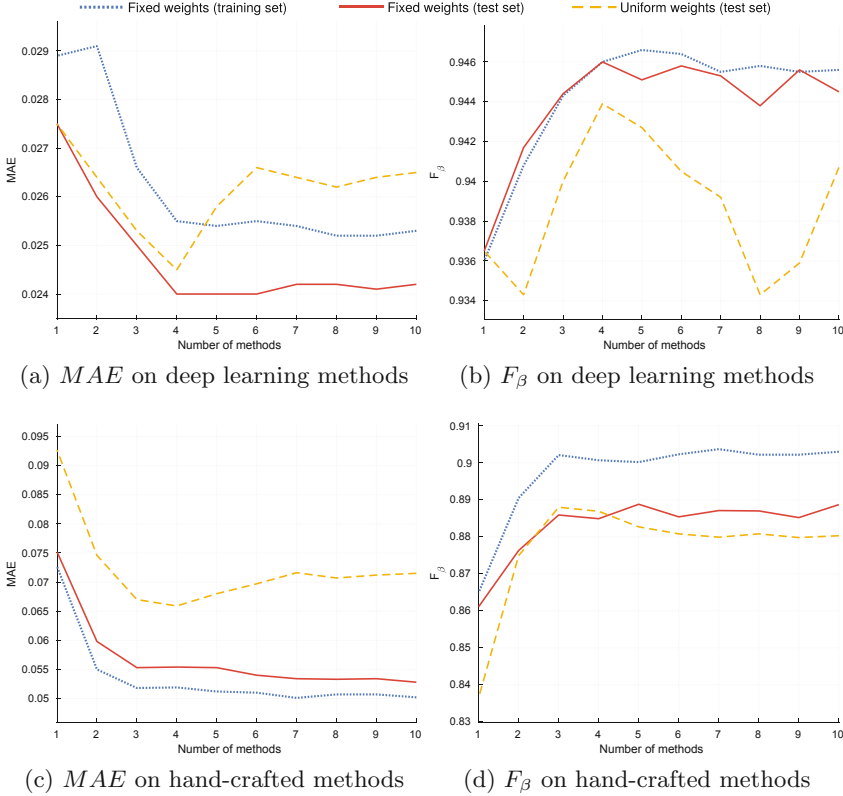 Fixed weights (training set) Fixed weights (test set) Uniform weights (test set)
0.029
0.028
0.027
0.026
0.025
0.024
MAE
1 2 3 4 5 6 7 8 9 10
Number of methods
(a) MAE on deep learning methods
0.946
0.944
0.942
0.94
0.938
0.936
0.934
Fβ
1 2 3 4 5 6 7 8 9 10
Number of methods
(b) Fβ on deep learning methods
0.095
0.09
0.085
0.08
0.075
0.07
0.065
0.06
0.055
0.05
MAE
1 2 3 4 5 6 7 8 9 10
Number of methods
(c) MAE on hand-crafted methods
0.91
0.9
0.89
0.88
0.87
0.86
0.85
0.84
0.83
Fβ
1 2 3 4 5 6 7 8 9 10
Number of methods
(d) Fβ on hand-crafted methods